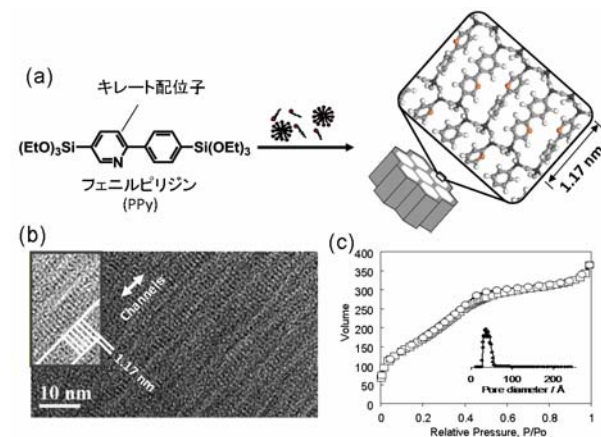 (a)
キレート配位子
(EtO)₃Si
Si(OEt)₃
N
フェニルピリジン
(PPy)
1.17 nm
(b)
Channels
1.17 nm
10 nm
(c)
400
350
300
250
200
150
100
50
0
Volume
0
100
200
Pore diameter / Å
0
0.2
0.4
0.6
0.8
1
Relative Pressure, P/Po